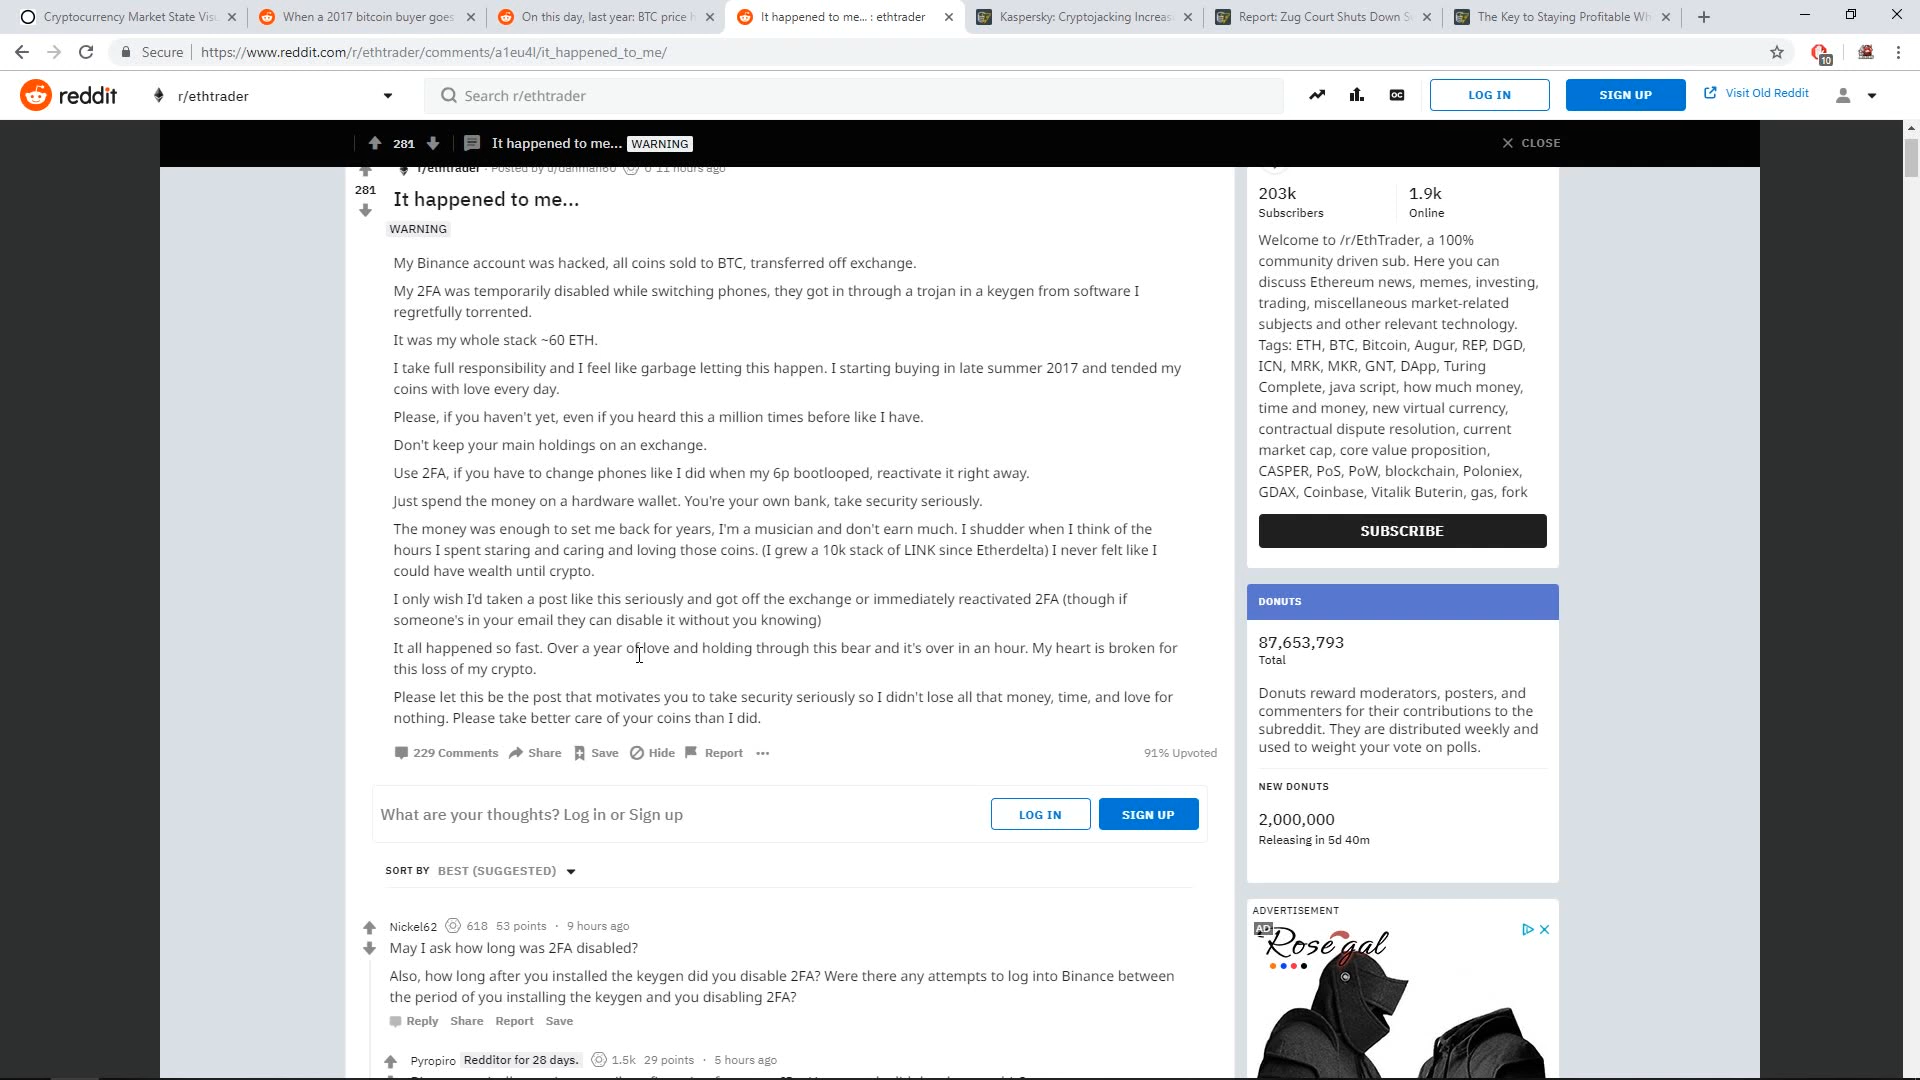 Cryptocurrency Market State Visu
When a 2017 bitcoin buyer goes
On this day, last year: BTC price h
It happened to me... : ethtrader
Kaspersky: Cryptojacking Increas
Report: Zug Court Shuts Down S
The Key to Staying Profitable Wh
Secure
https://www.reddit.com/r/ethtrader/comments/a1eu4l/it_happened_to_me/
10
reddit
r/ethtrader
Search r/ethtrader
OC
LOG IN
SIGN UP
Visit Old Reddit
281
It happened to me...
WARNING
CLOSE
r/ethtrader · Posted by u/danman60 0 11 hours ago
281
It happened to me...
WARNING
My Binance account was hacked, all coins sold to BTC, transferred off exchange.
My 2FA was temporarily disabled while switching phones, they got in through a trojan in a keygen from software I
regretfully torrented.
It was my whole stack ~60 ETH.
I take full responsibility and I feel like garbage letting this happen. I starting buying in late summer 2017 and tended my
coins with love every day.
Please, if you haven't yet, even if you heard this a million times before like I have.
Don't keep your main holdings on an exchange.
Use 2FA, if you have to change phones like I did when my 6p bootlooped, reactivate it right away.
Just spend the money on a hardware wallet. You're your own bank, take security seriously.
The money was enough to set me back for years, I'm a musician and don't earn much. I shudder when I think of the
hours I spent staring and caring and loving those coins. (I grew a 10k stack of LINK since Etherdelta) I never felt like I
could have wealth until crypto.
I only wish I'd taken a post like this seriously and got off the exchange or immediately reactivated 2FA (though if
someone's in your email they can disable it without you knowing)
It all happened so fast. Over a year of love and holding through this bear and it's over in an hour. My heart is broken for
this loss of my crypto.
Please let this be the post that motivates you to take security seriously so I didn't lose all that money, time, and love for
nothing. Please take better care of your coins than I did.
229 Comments
Share
Save
Hide
Report
91% Upvoted
What are your thoughts? Log in or Sign up
LOG IN
SIGN UP
SORT BY BEST (SUGGESTED)
Nickel62 618 53 points · 9 hours ago
May I ask how long was 2FA disabled?
Also, how long after you installed the keygen did you disable 2FA? Were there any attempts to log into Binance between
the period of you installing the keygen and you disabling 2FA?
Reply Share Report Save
Pyropiro Redditor for 28 days. 1.5k 29 points · 5 hours ago
203k
Subscribers
1.9k
Online
Welcome to /r/EthTrader, a 100%
community driven sub. Here you can
discuss Ethereum news, memes, investing,
trading, miscellaneous market-related
subjects and other relevant technology.
Tags: ETH, BTC, Bitcoin, Augur, REP, DGD,
ICN, MRK, MKR, GNT, DApp, Turing
Complete, java script, how much money,
time and money, new virtual currency,
contractual dispute resolution, current
market cap, core value proposition,
CASPER, PoS, PoW, blockchain, Poloniex,
GDAX, Coinbase, Vitalik Buterin, gas, fork
SUBSCRIBE
DONUTS
87,653,793
Total
Donuts reward moderators, posters, and
commenters for their contributions to the
subreddit. They are distributed weekly and
used to weight your vote on polls.
NEW DONUTS
2,000,000
Releasing in 5d 40m
ADVERTISEMENT
AD
Rosegal